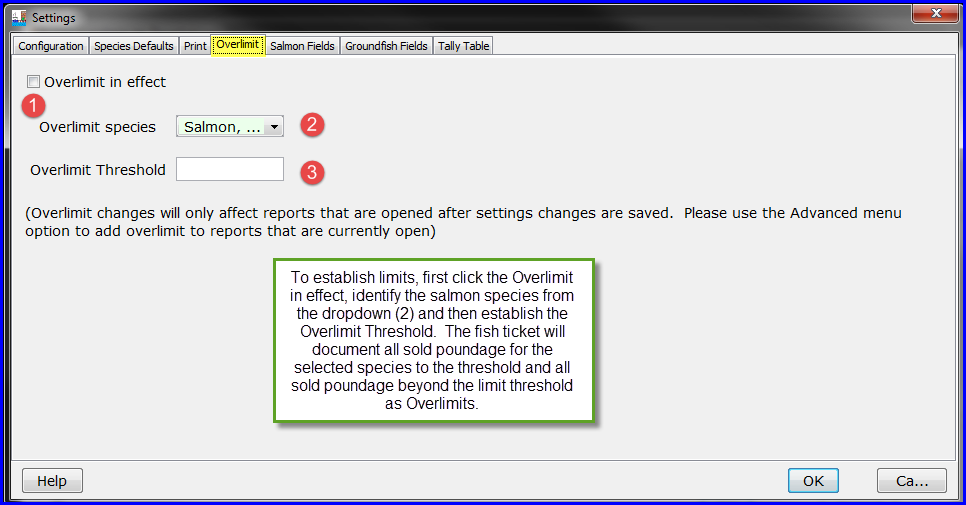 Settings
Configuration Species Defaults Print Overlimit Salmon Fields Groundfish Fields Tally Table
Overlimit in effect
1
Overlimit species Salmon, ... 2
Overlimit Threshold 3
(Overlimit changes will only affect reports that are opened after settings changes are saved. Please use the Advanced menu
option to add overlimit to reports that are currently open)
To establish limits, first click the Overlimit
in effect, identify the salmon species from
the dropdown (2) and then establish the
Overlimit Threshold. The fish ticket will
document all sold poundage for the
selected species to the threshold and all
sold poundage beyond the limit threshold
as Overlimits.
Help OK Ca...